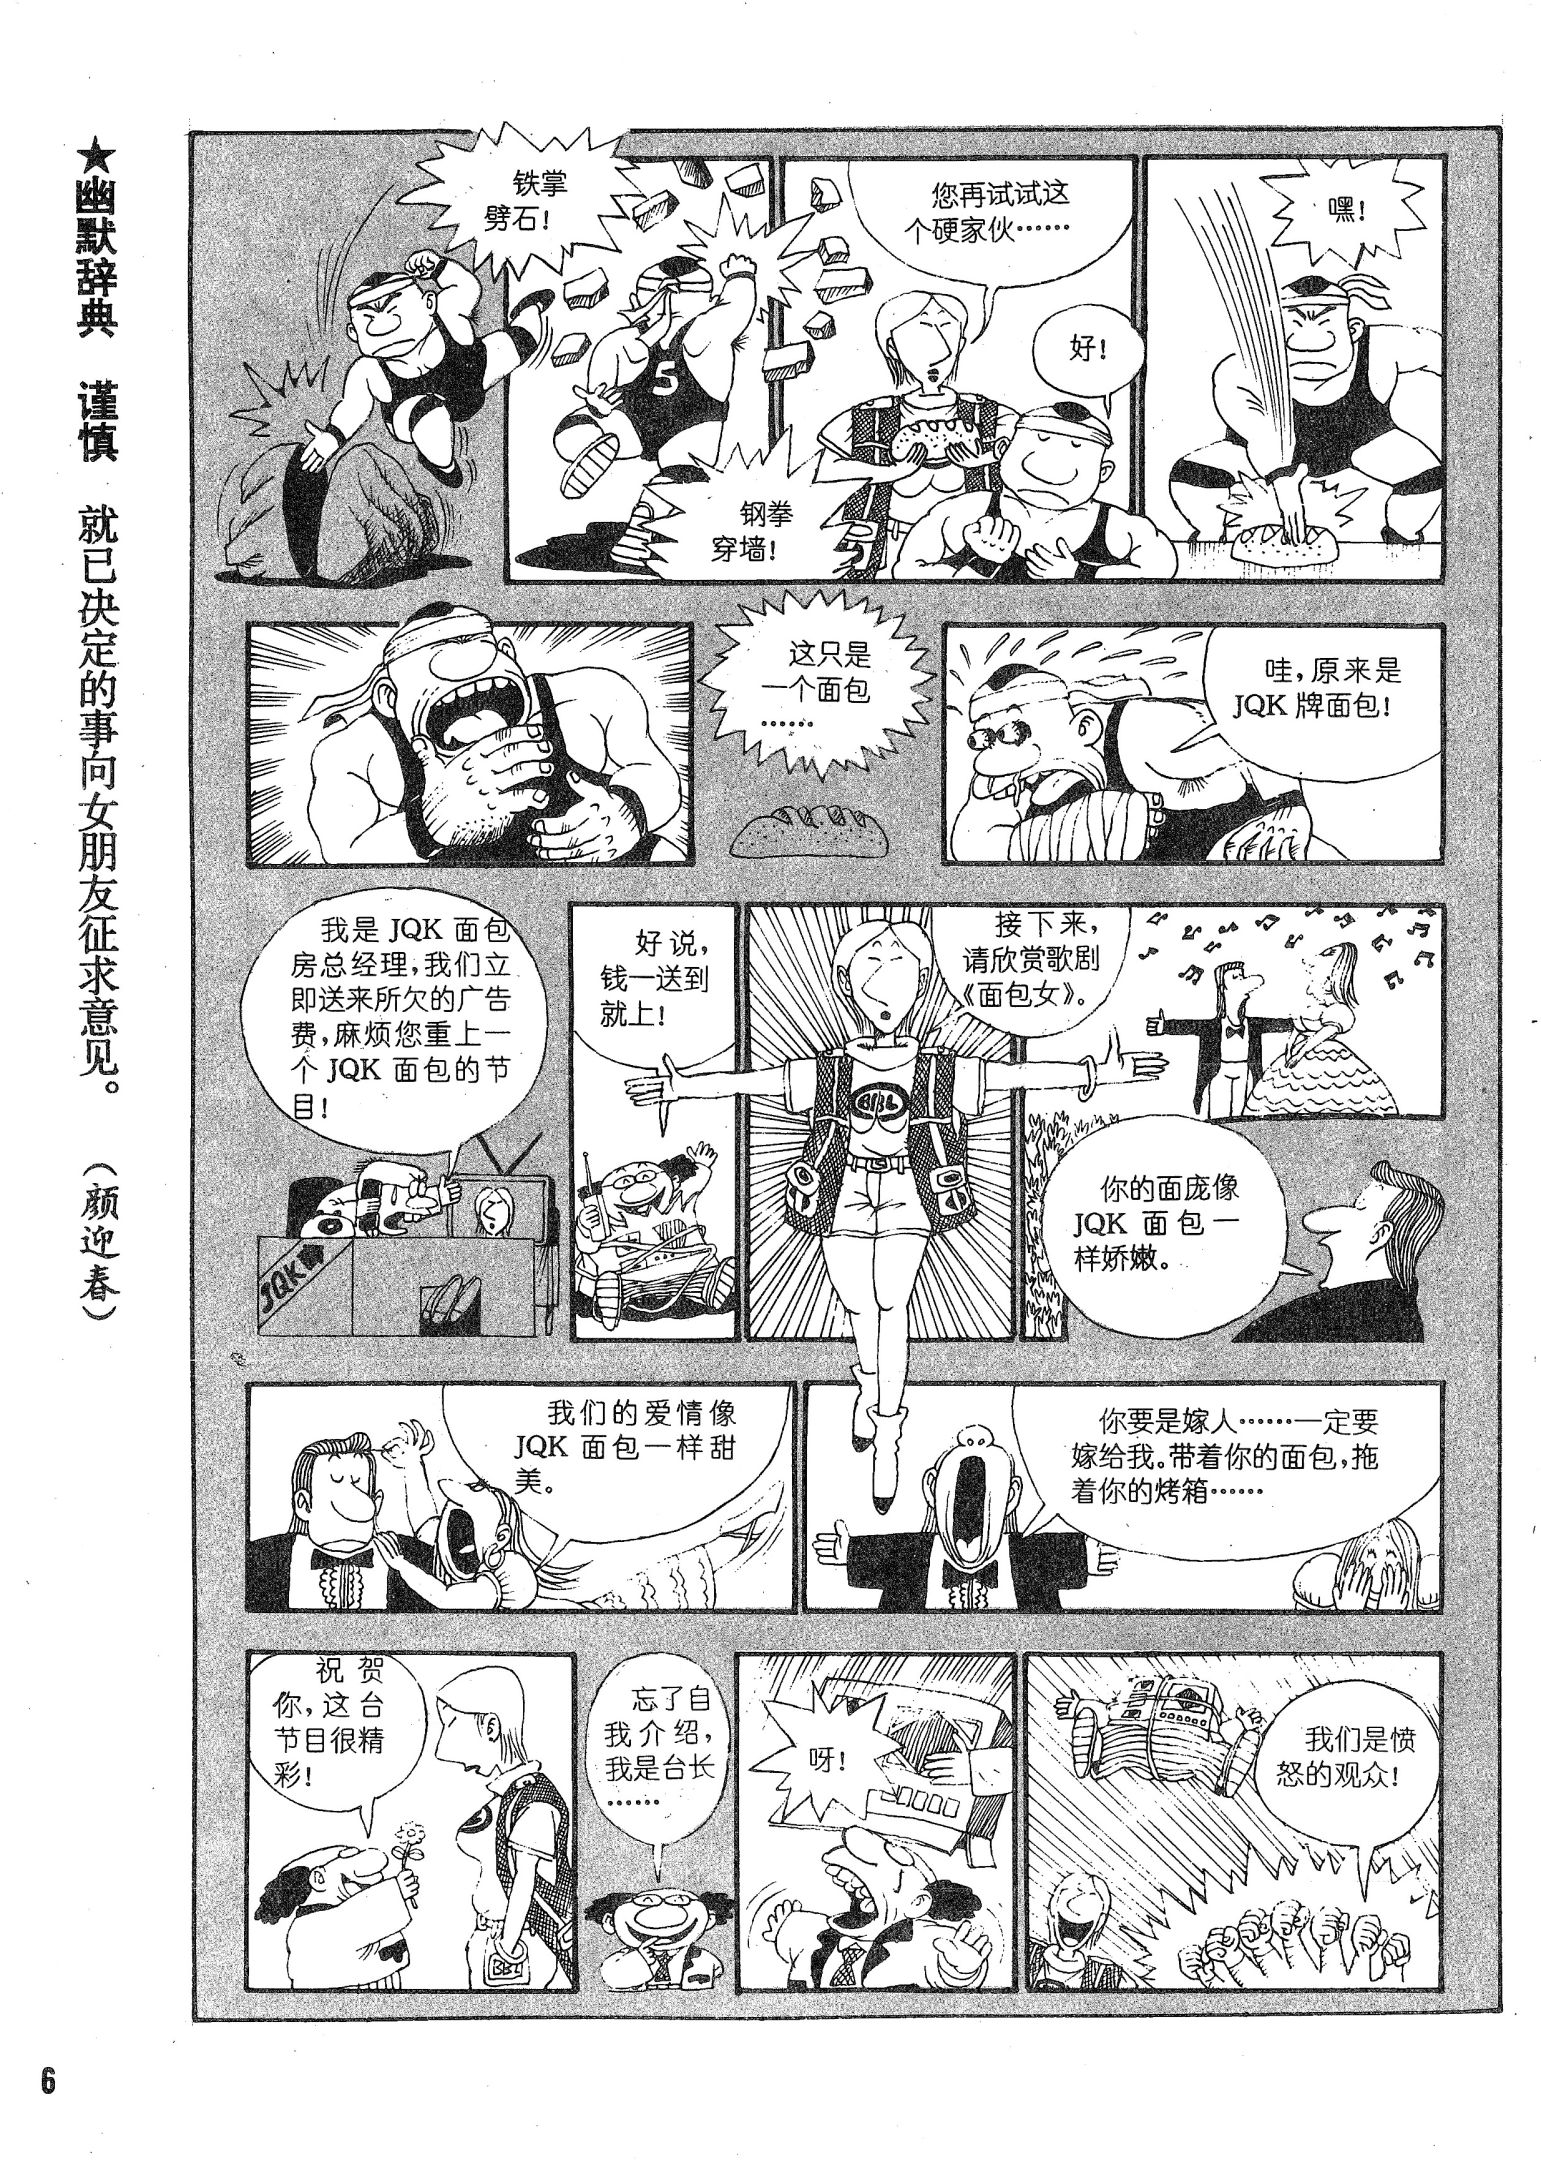 ★幽默辞典　谨慎　就已决定的事向女朋友征求意见。（颜迎春）
铁掌
劈石！
钢拳
穿墙！
5
您再试试这
个硬家伙……
好！
嘿！
这只是
一个面包
……
哇，原来是
JQK 牌面包！
我是 JQK 面包
房总经理，我们立
即送来所欠的广告
费，麻烦您重上一
个 JQK 面包的节
目！
JQK
好说，
钱一送到
就上！
接下来，
请欣赏歌剧
《面包女》。
你的面庞像
JQK 面包一
样娇嫩。
我们的爱情像
JQK 面包一样甜
美。
你要是嫁人……一定要
嫁给我。带着你的面包，拖
着你的烤箱……
祝贺
你，这台
节目很精
彩！
忘了自
我介绍，
我是台长
……
呀！
我们是愤
怒的观众！
6